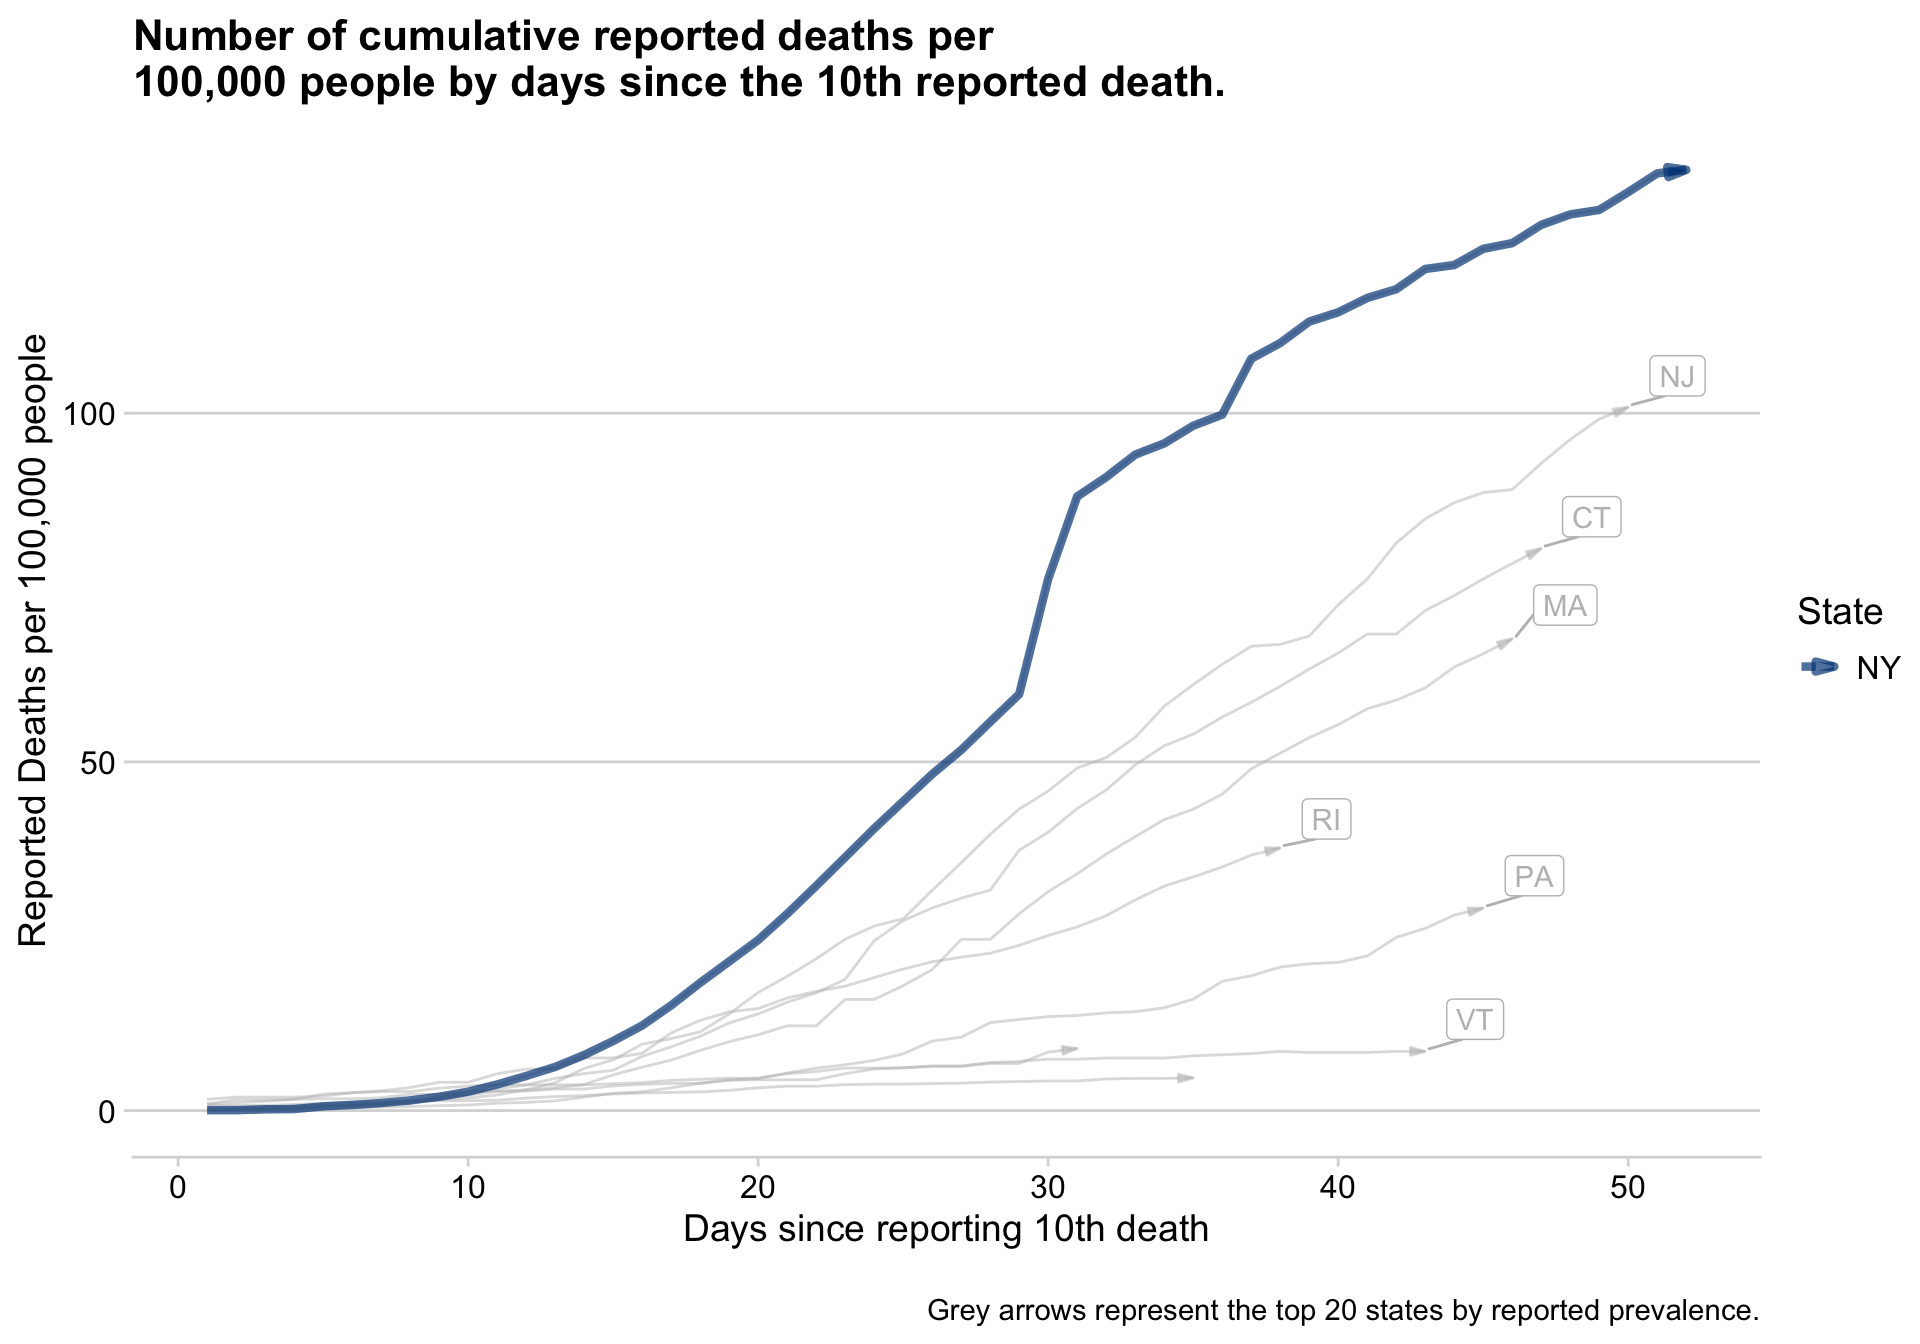 Number of cumulative reported deaths per
100,000 people by days since the 10th reported death.
Reported Deaths per 100,000 people
100
50
0
NJ
CT
MA
RI
PA
VT
State
NY
0 10 20 30 40 50
Days since reporting 10th death
Grey arrows represent the top 20 states by reported prevalence.